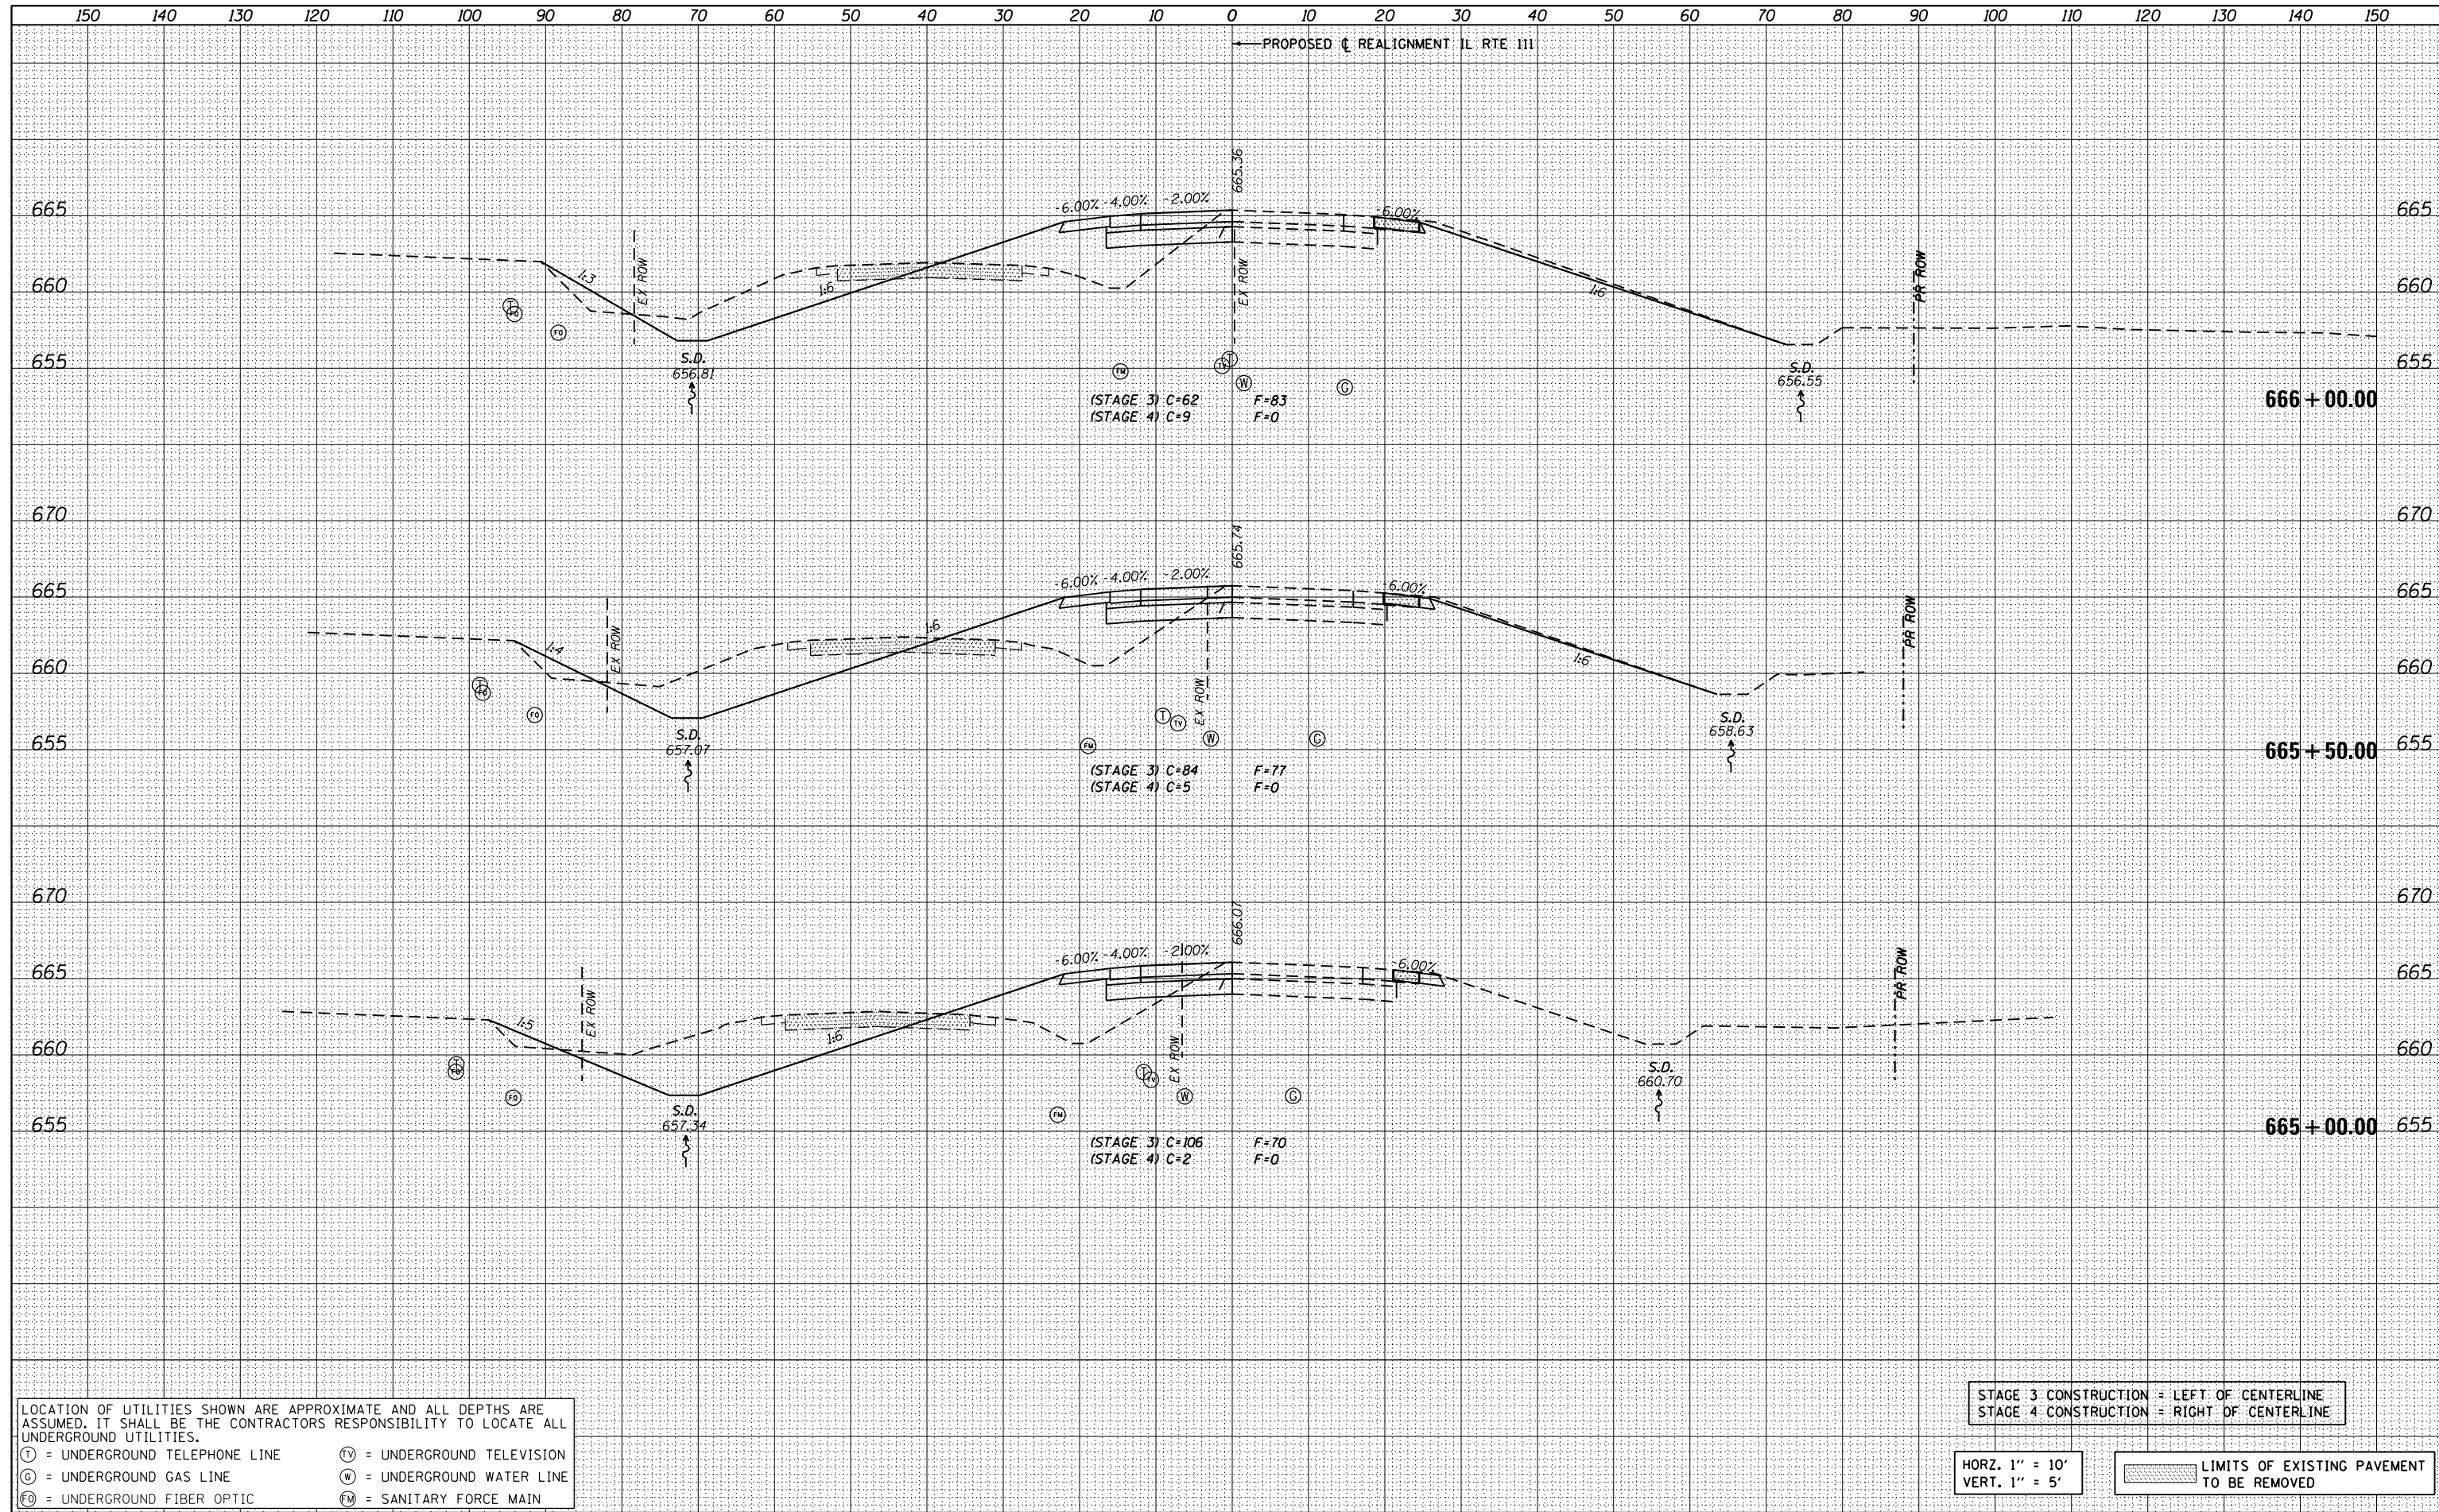 150 140 130 120 110 100 90 80 70 60 50 40 30 20 10 0 10 20 30 40 50 60 70 80 90 100 110 120 130 140 150
PROPOSED ℄ REALIGNMENT IL RTE 111
665.36
-6.00% -4.00% -2.00% -6.00%
665 665
1:3 EX ROW 1:6 EX ROW 1:6 PR ROW
660 660
T FO FO
655 655
S.D.
656.81
FM TV T W G
S.D.
656.55
(STAGE 3) C=62 F=83
(STAGE 4) C=9 F=0
666+00.00
670 670
665.74
-6.00% -4.00% -2.00% -6.00%
665 665
1:4 EX ROW 1:6 EX ROW 1:6 PR ROW
660 660
T FO FO
T TV W G FM
S.D.
657.07
S.D.
658.63
655 665+50.00 655
(STAGE 3) C=84 F=77
(STAGE 4) C=5 F=0
670 670
666.07
-6.00% -4.00% -2.00% -6.00%
665 665
1:5 EX ROW 1:6 EX ROW PR ROW
660 660
T FO FO
T TV W G FM
S.D.
657.34
S.D.
660.70
655 665+00.00 655
(STAGE 3) C=106 F=70
(STAGE 4) C=2 F=0
LOCATION OF UTILITIES SHOWN ARE APPROXIMATE AND ALL DEPTHS ARE
ASSUMED. IT SHALL BE THE CONTRACTORS RESPONSIBILITY TO LOCATE ALL
UNDERGROUND UTILITIES.
T = UNDERGROUND TELEPHONE LINE TV = UNDERGROUND TELEVISION
G = UNDERGROUND GAS LINE W = UNDERGROUND WATER LINE
FO = UNDERGROUND FIBER OPTIC FM = SANITARY FORCE MAIN
STAGE 3 CONSTRUCTION = LEFT OF CENTERLINE
STAGE 4 CONSTRUCTION = RIGHT OF CENTERLINE
HORZ. 1" = 10'
VERT. 1" = 5'
LIMITS OF EXISTING PAVEMENT
TO BE REMOVED